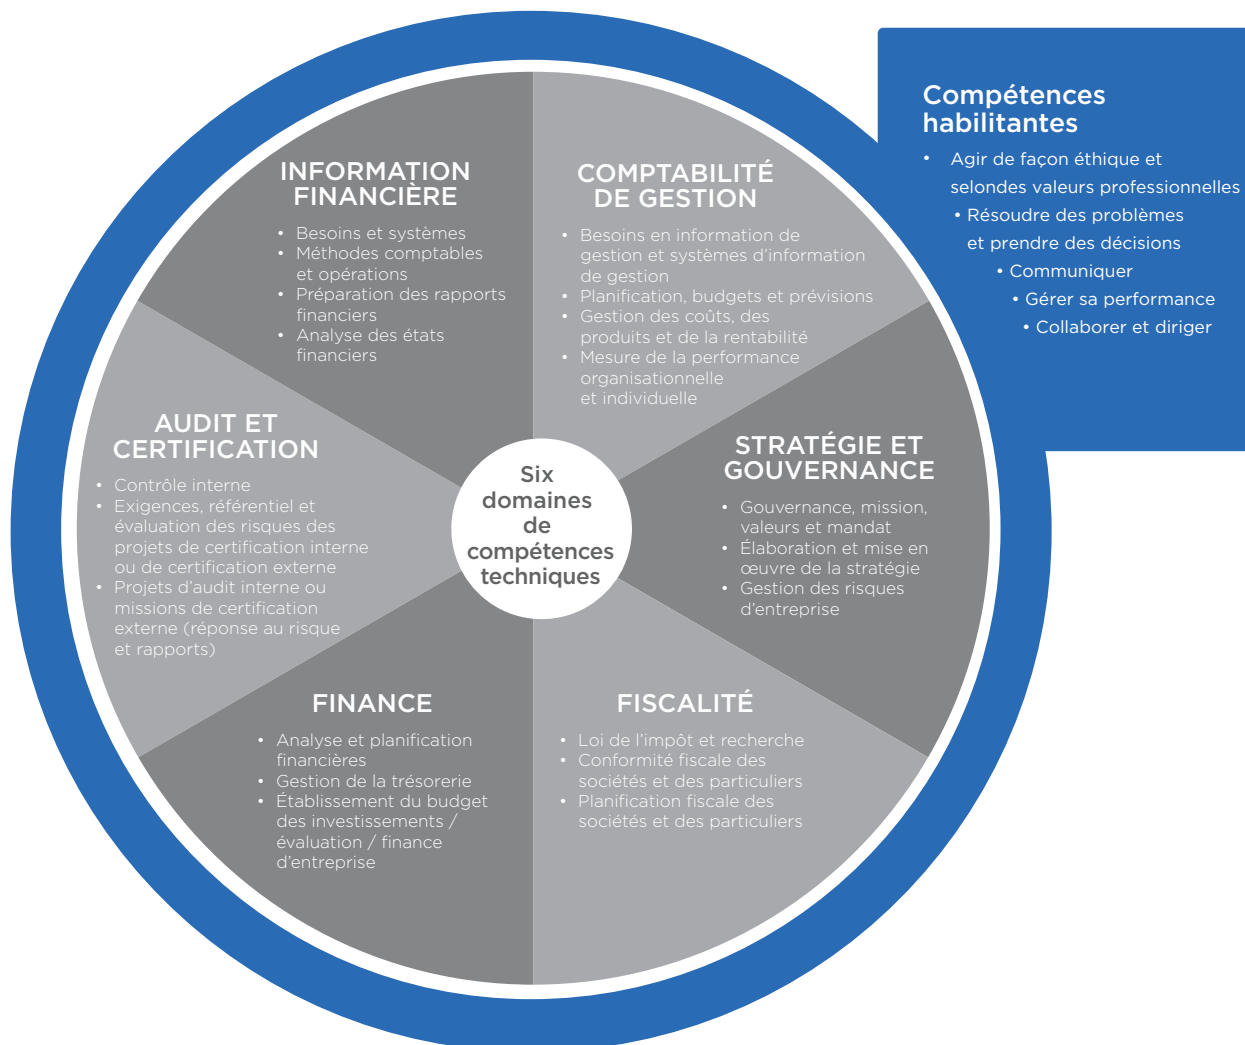 Compétences
habilitantes
• Agir de façon éthique et
selondes valeurs professionnelles
• Résoudre des problèmes
et prendre des décisions
• Communiquer
• Gérer sa performance
• Collaborer et diriger
INFORMATION
FINANCIÈRE
• Besoins et systèmes
• Méthodes comptables
et opérations
• Préparation des rapports
financiers
• Analyse des états
financiers
COMPTABILITÉ
DE GESTION
• Besoins en information de
gestion et systèmes d’information
de gestion
• Planification, budgets et prévisions
• Gestion des coûts, des
produits et de la rentabilité
• Mesure de la performance
organisationnelle
et individuelle
AUDIT ET
CERTIFICATION
• Contrôle interne
• Exigences, référentiel et
évaluation des risques des
projets de certification interne
ou de certification externe
• Projets d’audit interne ou
missions de certification
externe (réponse au risque
et rapports)
Six
domaines
de
compétences
techniques
STRATÉGIE ET
GOUVERNANCE
• Gouvernance, mission,
valeurs et mandat
• Élaboration et mise en
œuvre de la stratégie
• Gestion des risques
d’entreprise
FINANCE
• Analyse et planification
financières
• Gestion de la trésorerie
• Établissement du budget
des investissements /
évaluation / finance
d’entreprise
FISCALITÉ
• Loi de l’impôt et recherche
• Conformité fiscale des
sociétés et des particuliers
• Planification fiscale des
sociétés et des particuliers